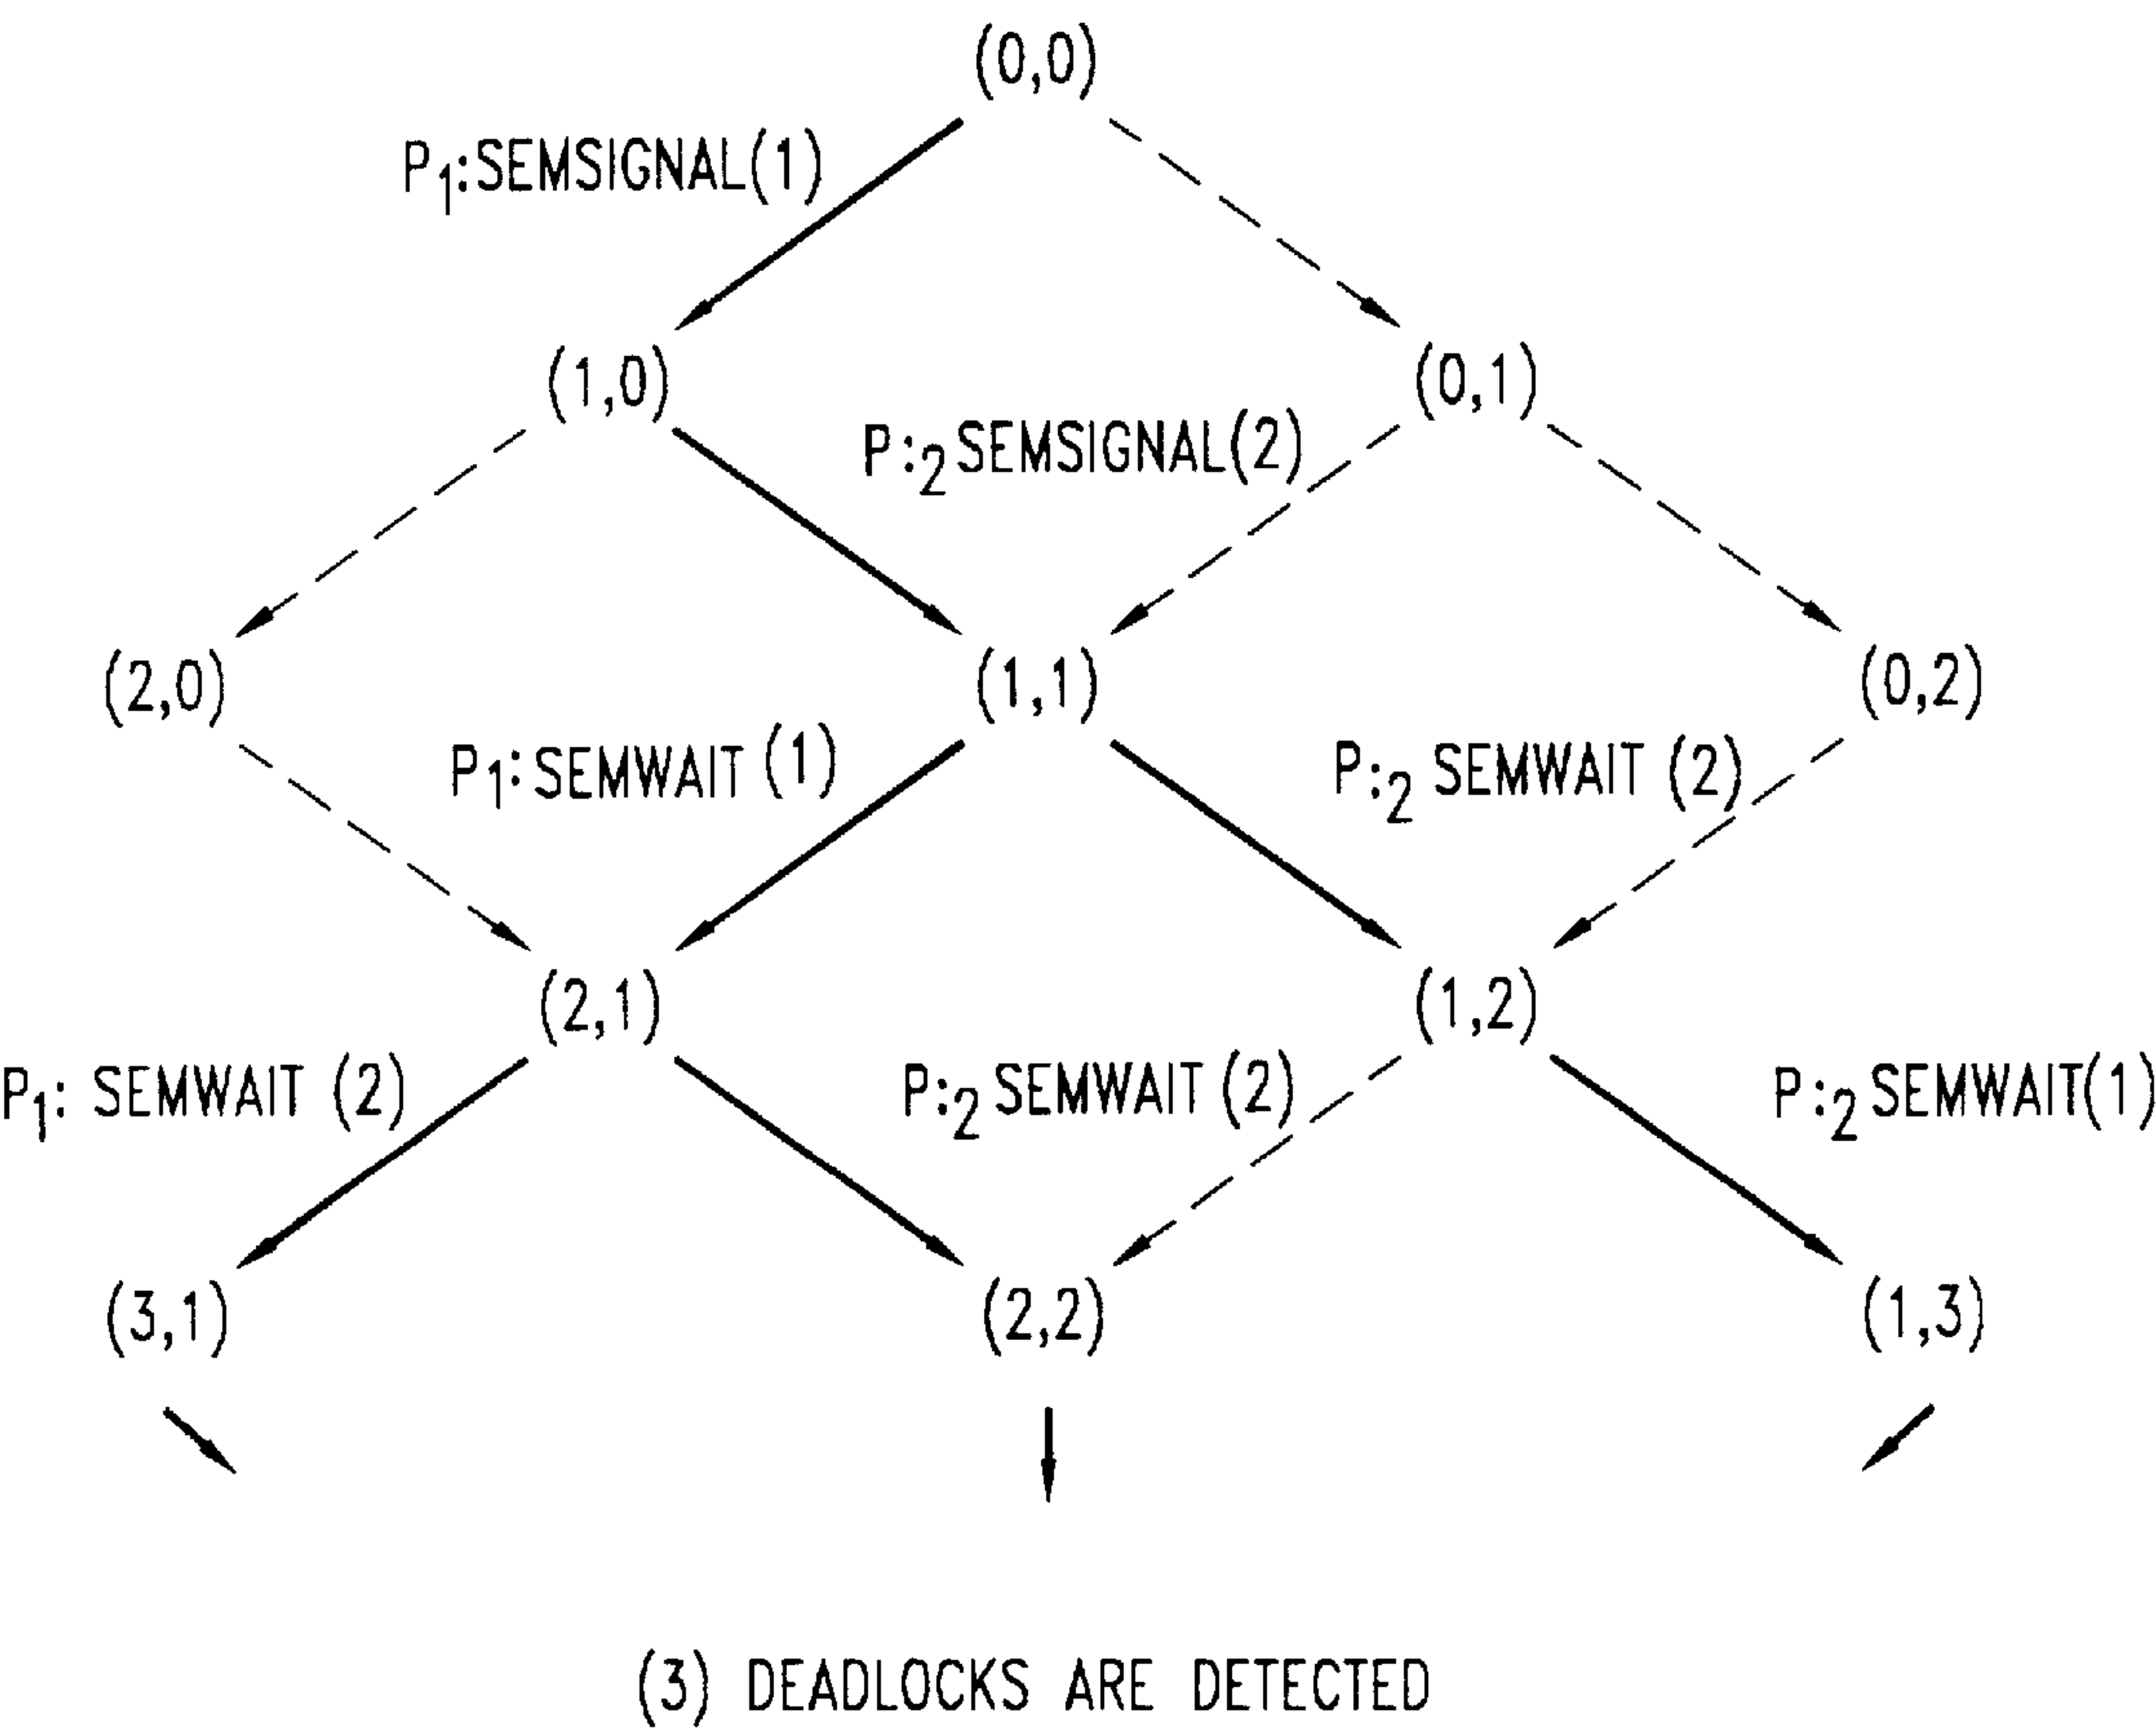 (0,0)
P1:SEMSIGNAL(1)
(1,0)
(0,1)
P:2 SEMSIGNAL(2)
(2,0)
(1,1)
(0,2)
P1: SEMWAIT (1)
P:2 SEMWAIT (2)
(2,1)
(1,2)
P1: SEMWAIT (2)
P:2 SEMWAIT (2)
P:2 SEMWAIT(1)
(3,1)
(2,2)
(1,3)
(3) DEADLOCKS ARE DETECTED